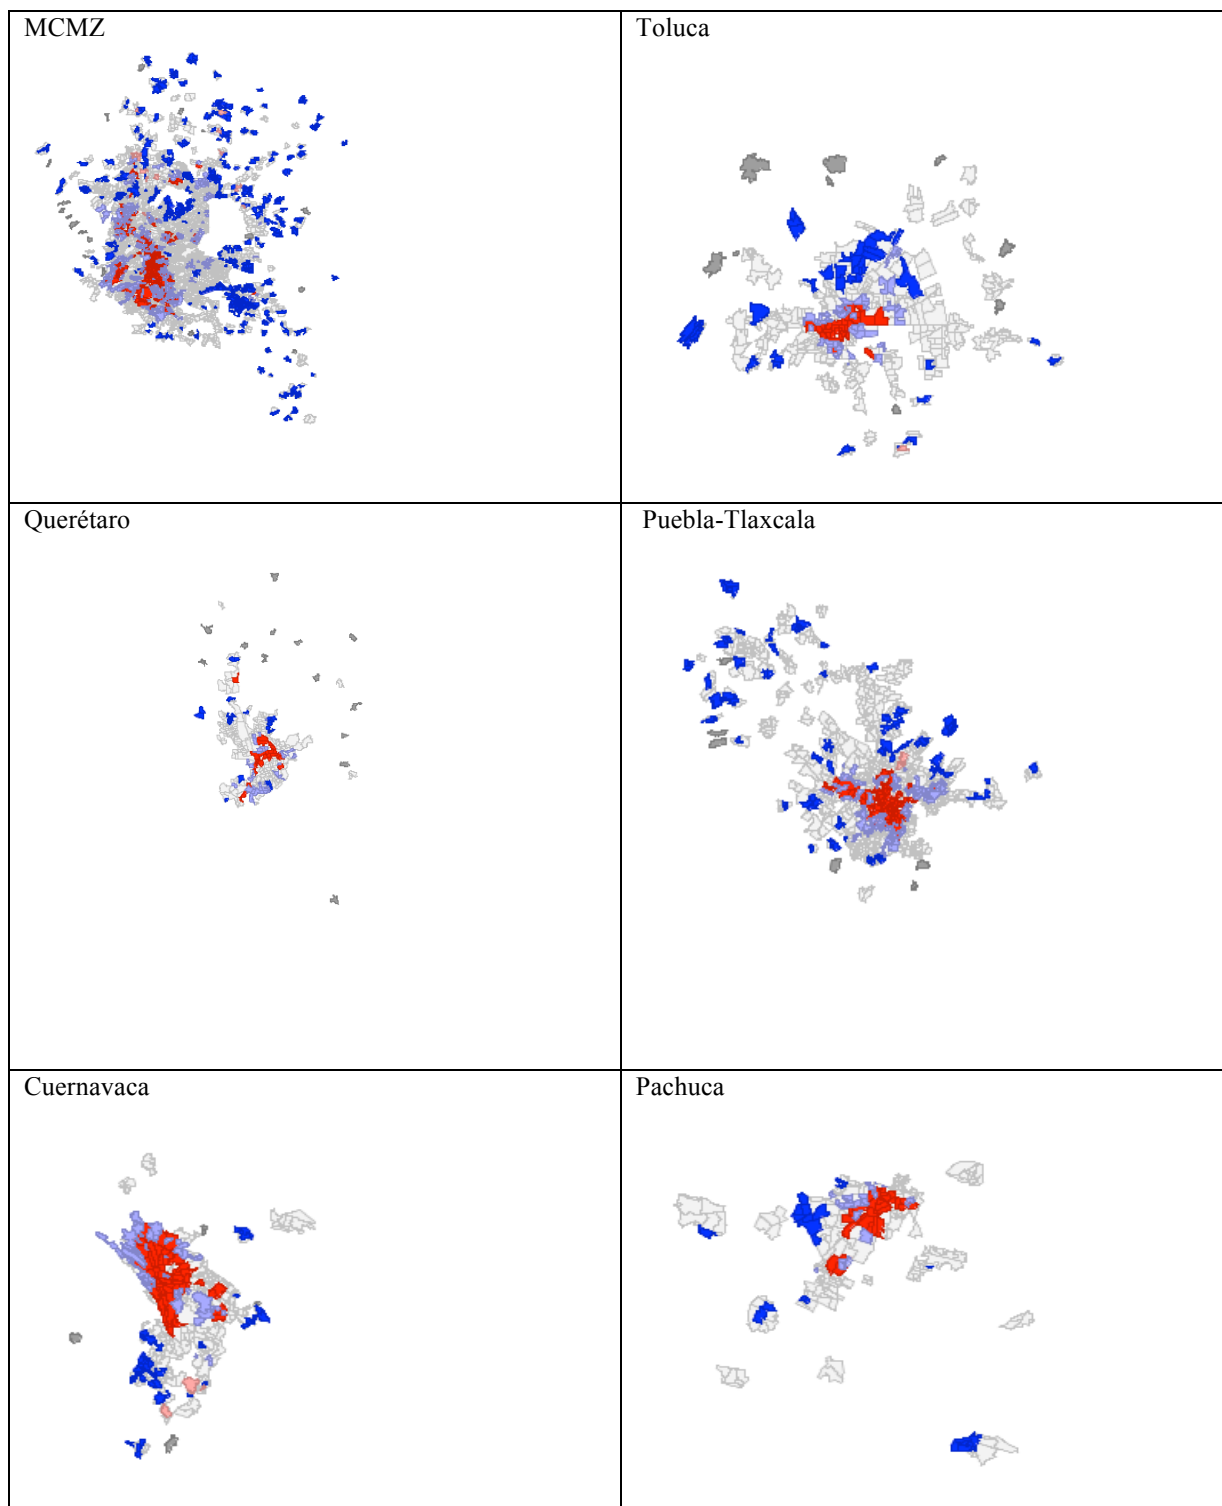 MCMZ
Toluca
Querétaro
Puebla-Tlaxcala
Cuernavaca
Pachuca